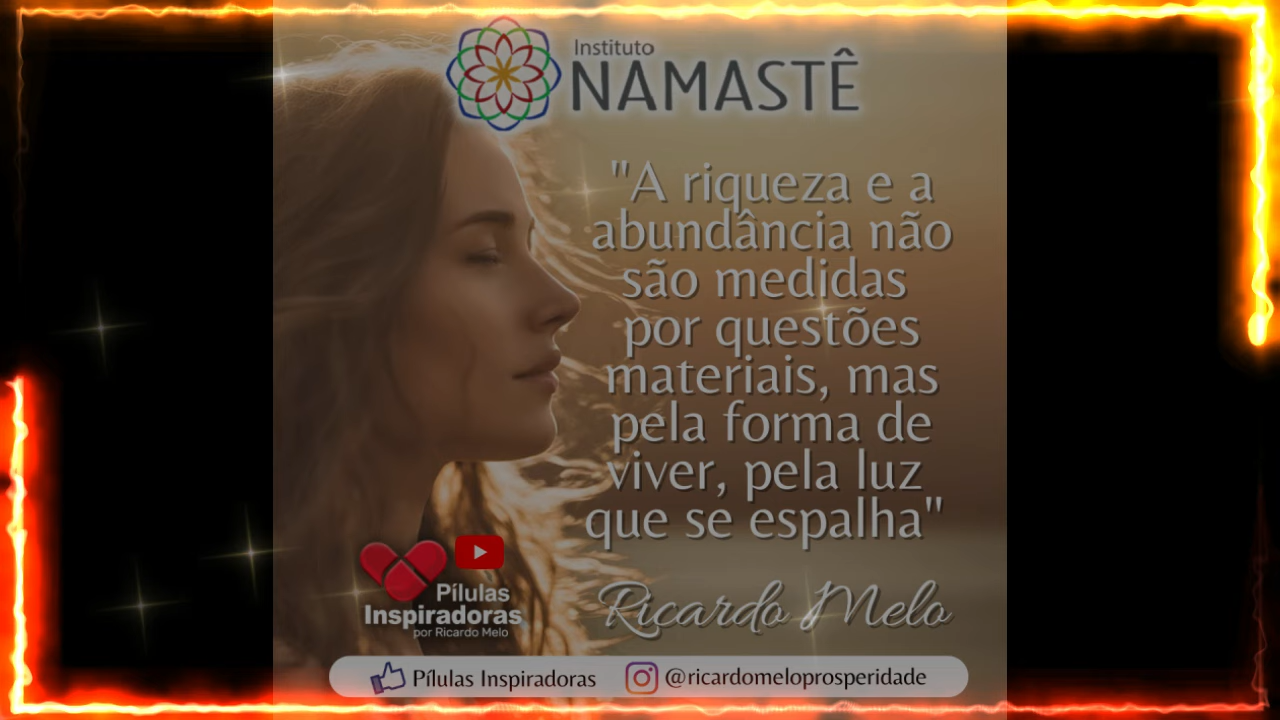 Instituto
NAMASTÊ
"A riqueza e a
abundância não
são medidas
por questões
materiais, mas
pela forma de
viver, pela luz
que se espalha"
Ricardo Melo
Pílulas
Inspiradoras
por Ricardo Melo
Pílulas Inspiradoras
@ricardomeloprosperidade